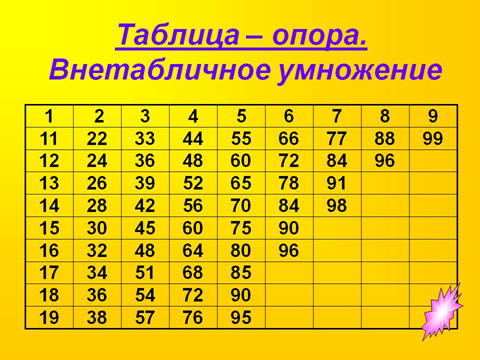 Таблица – опора.
Внетабличное умножение
1 2 3 4 5 6 7 8 9
11 22 33 44 55 66 77 88 99
12 24 36 48 60 72 84 96
13 26 39 52 65 78 91
14 28 42 56 70 84 98
15 30 45 60 75 90
16 32 48 64 80 96
17 34 51 68 85
18 36 54 72 90
19 38 57 76 95